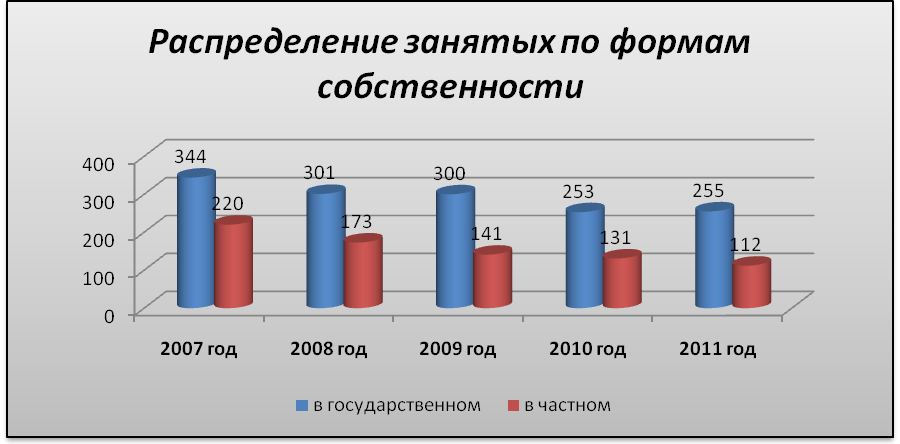 Распределение занятых по формам
собственности
400
300
200
100
0
344
220
301
173
300
141
253
131
255
112
2007 год
2008 год
2009 год
2010 год
2011 год
в государственном
в частном